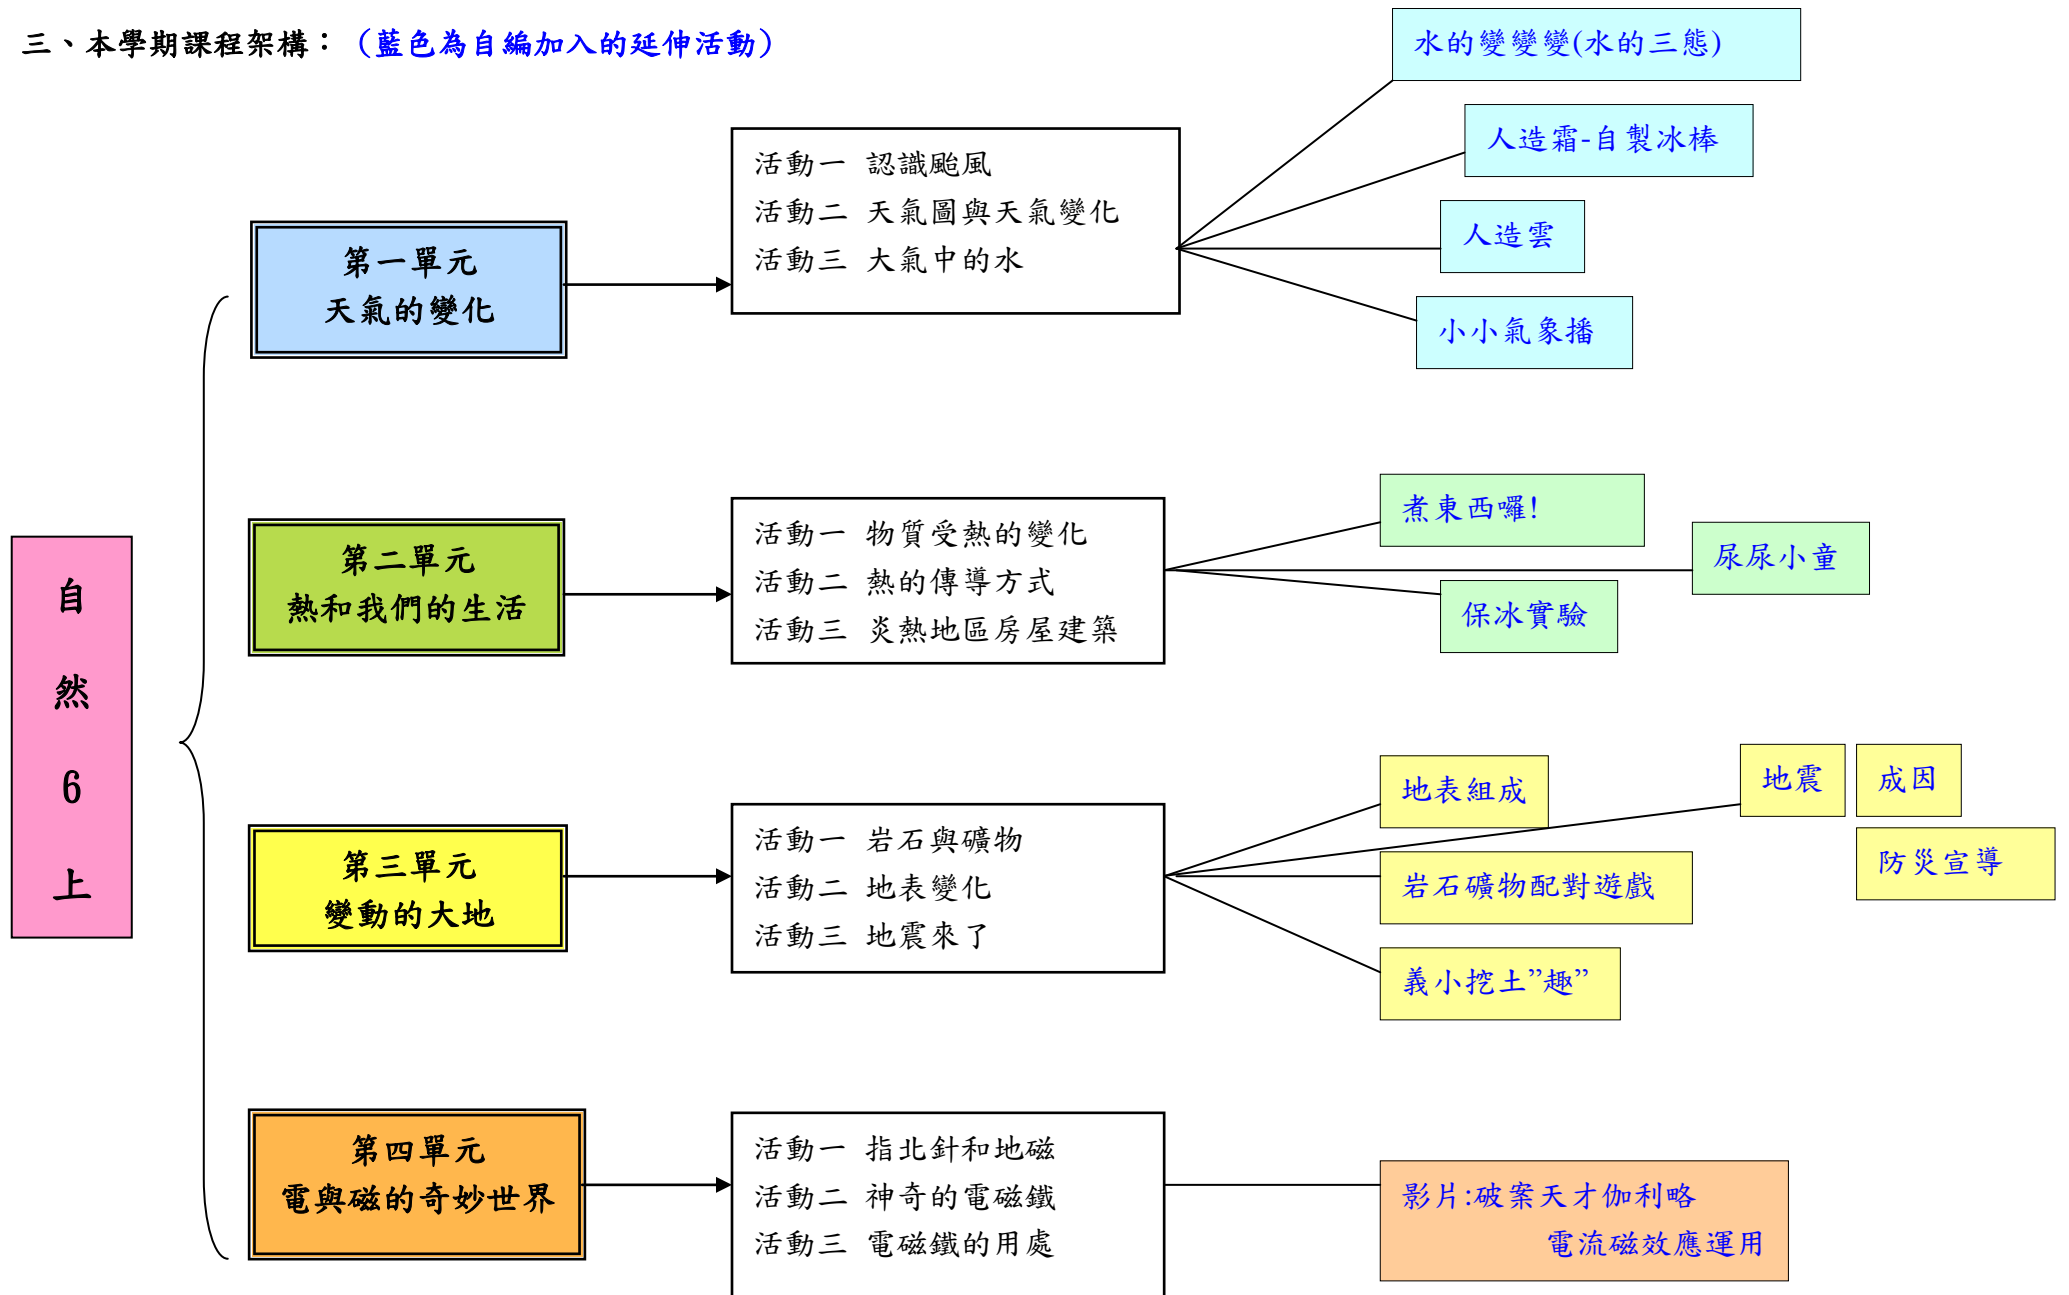 三、本學期課程架構：（藍色為自編加入的延伸活動）
自
然
6
上
第一單元
天氣的變化
活動一 認識颱風
活動二 天氣圖與天氣變化
活動三 大氣中的水
水的變變變(水的三態)
人造霜-自製冰棒
人造雲
小小氣象播
第二單元
熱和我們的生活
活動一 物質受熱的變化
活動二 熱的傳導方式
活動三 炎熱地區房屋建築
煮東西囉!
尿尿小童
保冰實驗
第三單元
變動的大地
活動一 岩石與礦物
活動二 地表變化
活動三 地震來了
地表組成
地震
成因
防災宣導
岩石礦物配對遊戲
義小挖土”趣”
第四單元
電與磁的奇妙世界
活動一 指北針和地磁
活動二 神奇的電磁鐵
活動三 電磁鐵的用處
影片:破案天才伽利略
電流磁效應運用